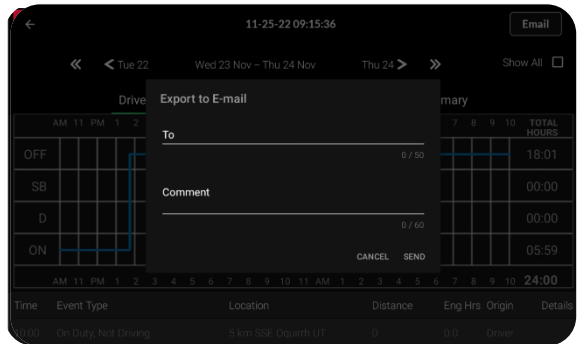 11-25-22 09:15:36
Email
Tue 22
Wed 23 Nov – Thu 24 Nov
Thu 24
Show All
Drive
Export to E-mail
mary
AM 11 PM 1 2
7 8 9 10 TOTAL HOURS
To
OFF
0 / 50
18:01
SB
Comment
00:00
D
00:00
0 / 60
ON
CANCEL SEND
05:59
AM 11 PM 1 2 3 4 5 6 7 8 9 10 11 AM 1 2 3 4 5 6 7 8 9 10 24:00
Time Event Type Location Distance Eng Hrs Origin Details
10:00 On Duty, Not Driving 5 km SSE Oquirrh UT 0 0.0 Driver